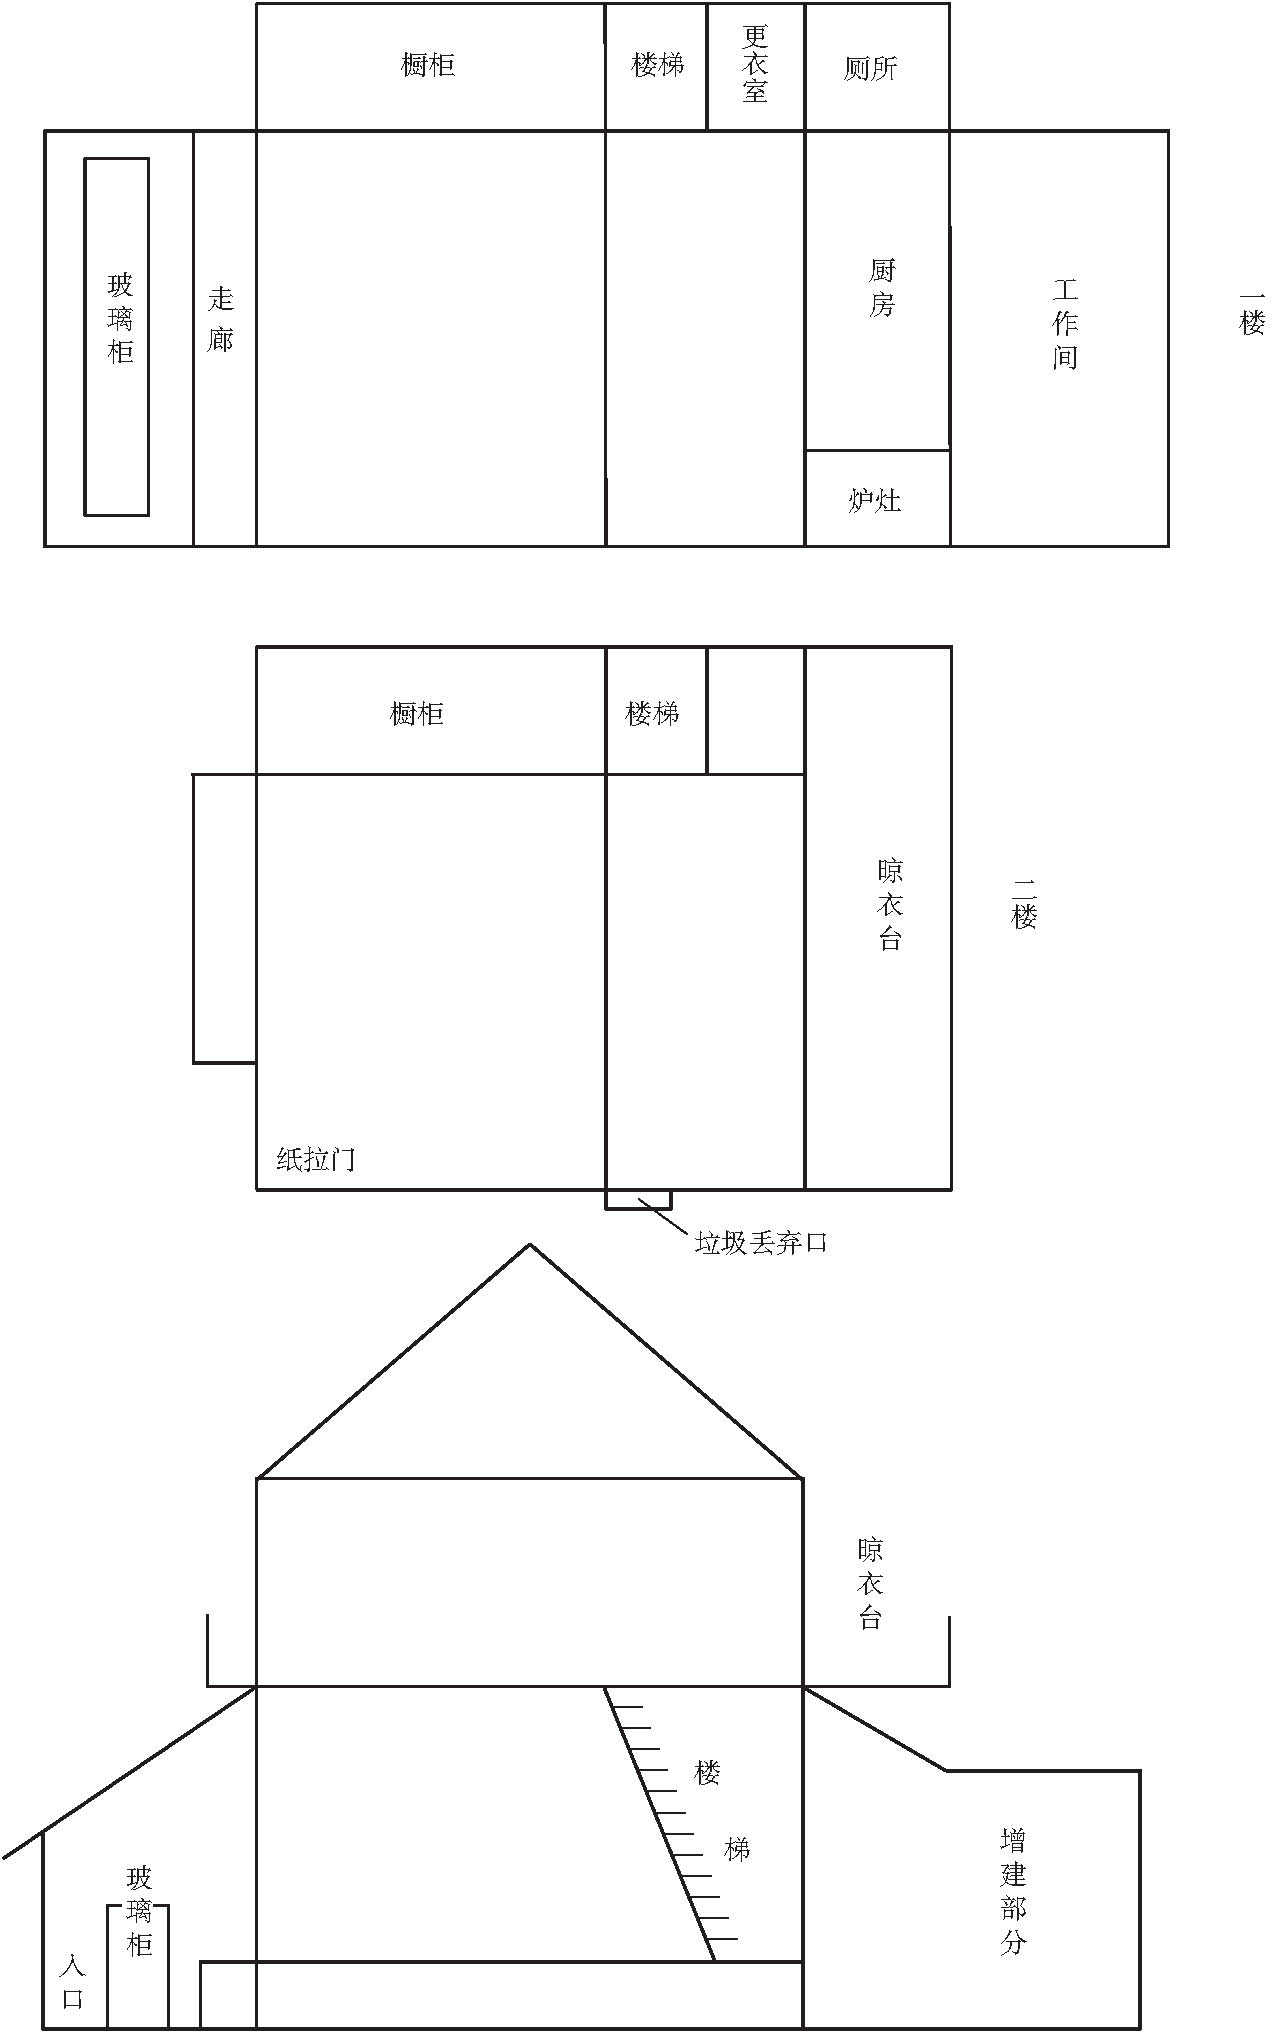 橱柜
楼梯
更衣室
厕所
玻璃柜
走廊
厨房
工作间
一楼
炉灶
橱柜
楼梯
晾衣台
二楼
纸拉门
垃圾丢弃口
晾衣台
楼梯
增建部分
玻璃柜
入口